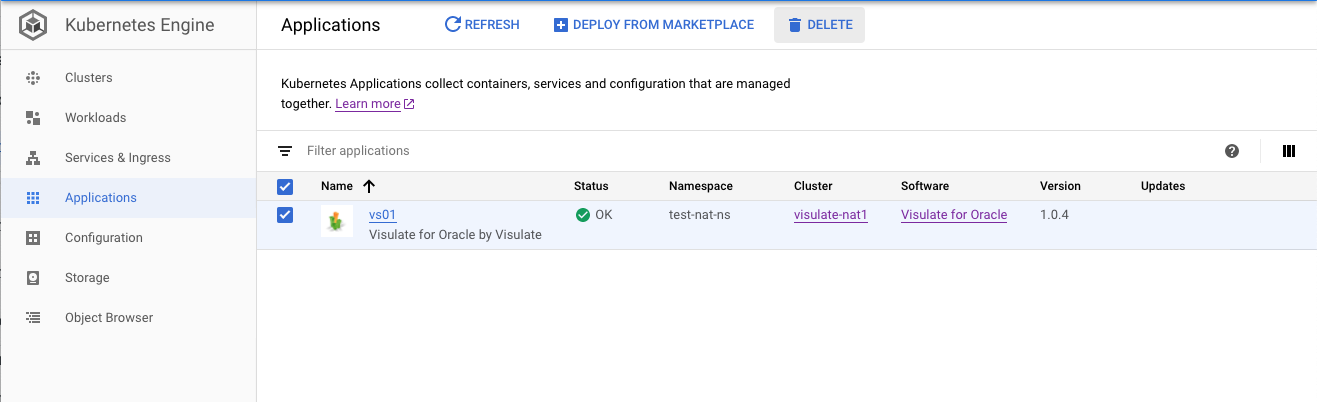 Kubernetes Engine
Applications
REFRESH
DEPLOY FROM MARKETPLACE
DELETE
Clusters
Workloads
Services & Ingress
Applications
Configuration
Storage
Object Browser
Kubernetes Applications collect containers, services and configuration that are managed
together. Learn more
Filter applications
Name Status Namespace Cluster Software Version Updates
vs01 OK test-nat-ns visulate-nat1 Visulate for Oracle 1.0.4
Visulate for Oracle by Visulate